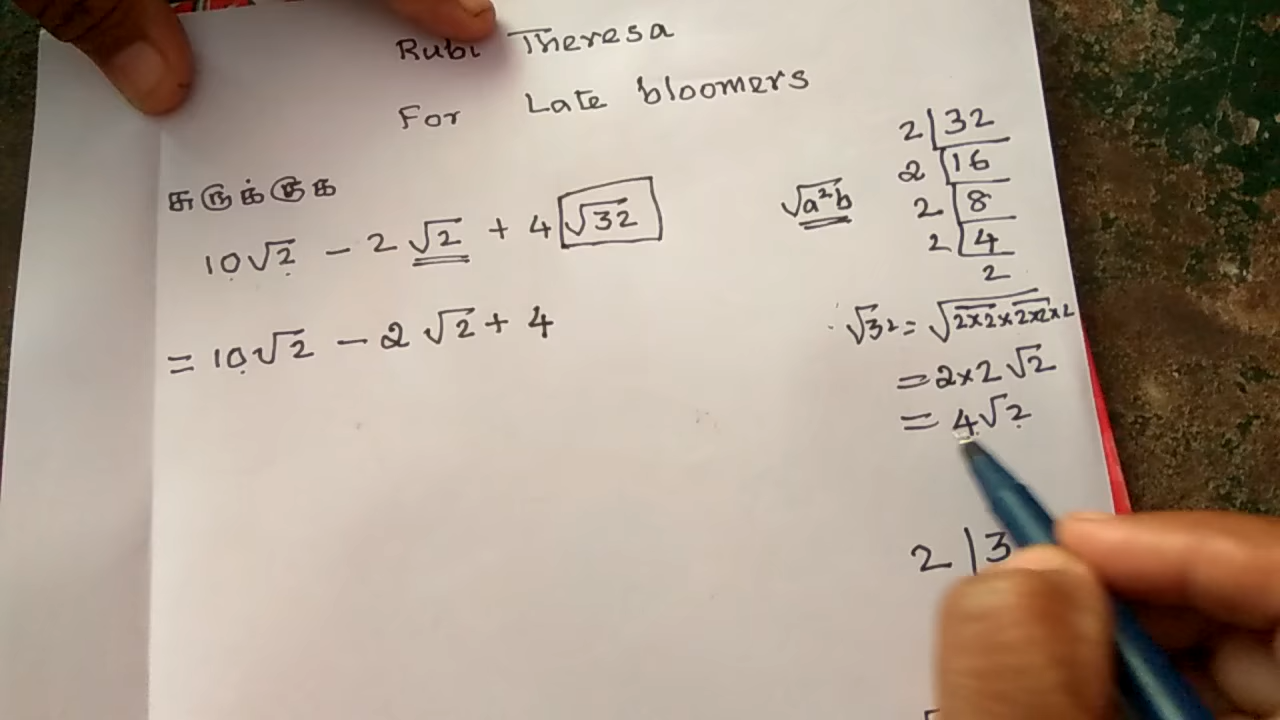 Rubi Theresa
For Late bloomers
சுருக்குக
10√2 - 2√2 + 4√32
= 10√2 - 2√2 + 4
√a²b
2 | 32
2 | 16
2 | 8
2 | 4
2
√32 = √2×2×2×2×2
= 2×2√2
= 4√2
2 | 3